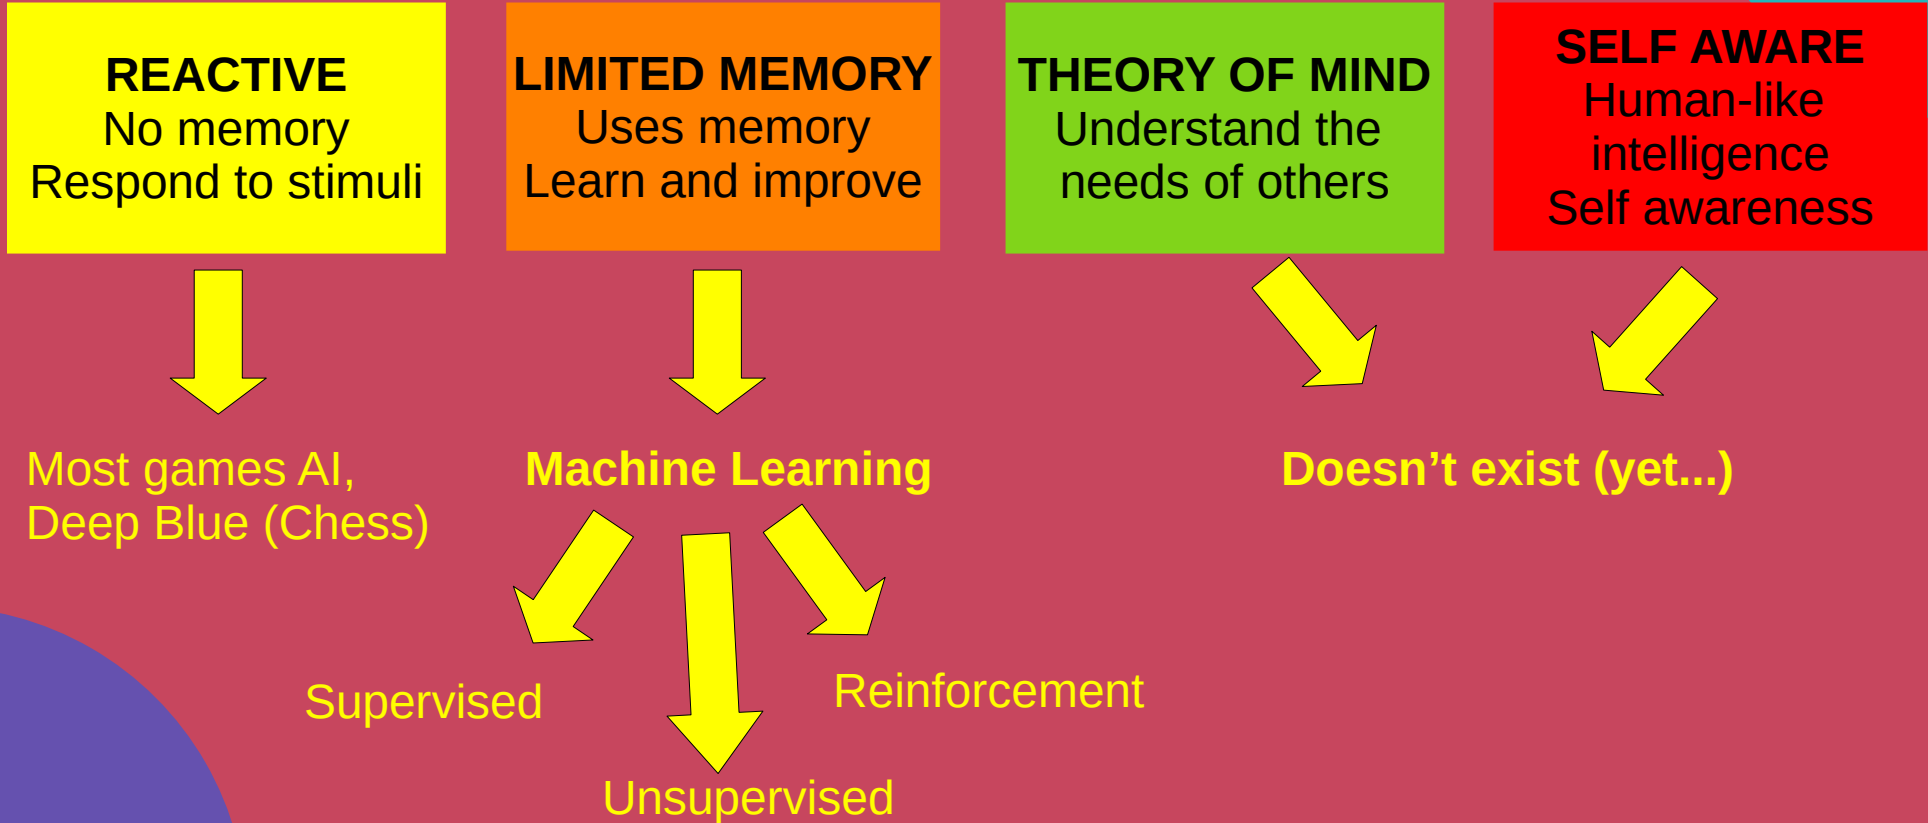 REACTIVE
No memory
Respond to stimuli
LIMITED MEMORY
Uses memory
Learn and improve
THEORY OF MIND
Understand the
needs of others
SELF AWARE
Human-like
intelligence
Self awareness
Most games AI,
Deep Blue (Chess)
Machine Learning
Doesn’t exist (yet...)
Supervised
Reinforcement
Unsupervised